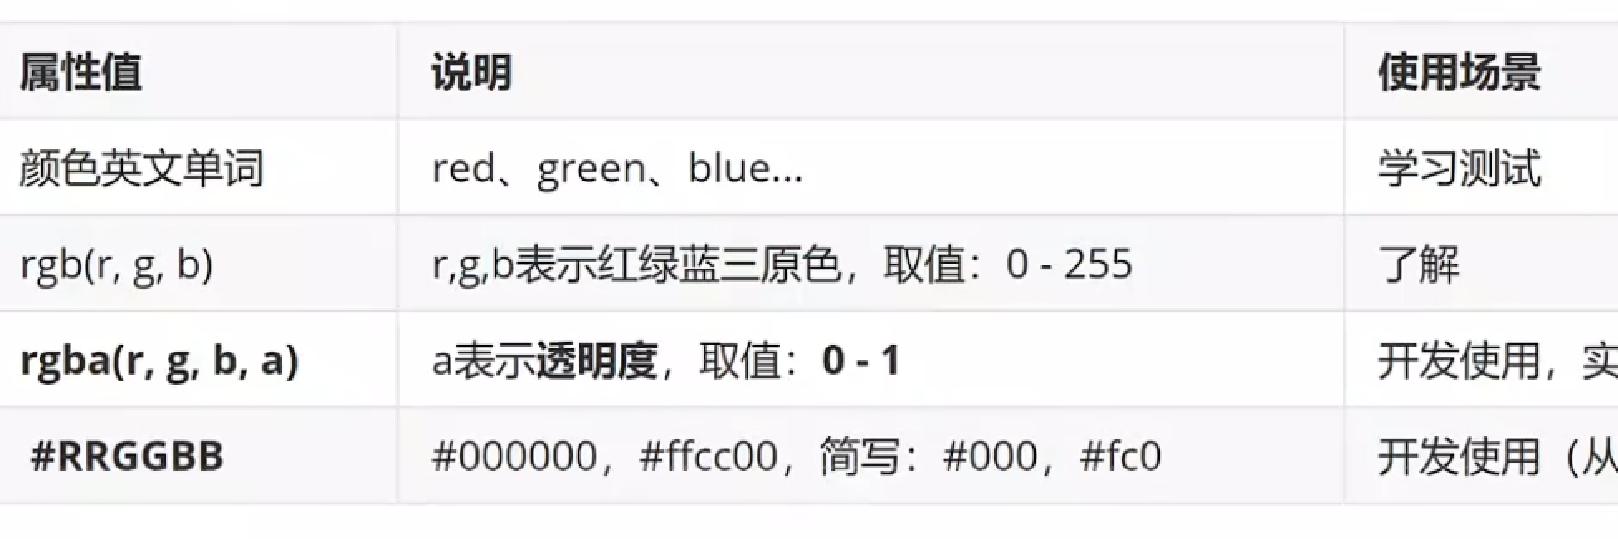 属性值 说明 使用场景
颜色英文单词 red、green、blue... 学习测试
rgb(r, g, b) r,g,b表示红绿蓝三原色，取值：0 - 255 了解
rgba(r, g, b, a) a表示透明度，取值：0 - 1 开发使用，实
#RRGGBB #000000，#ffcc00，简写：#000，#fc0 开发使用（从